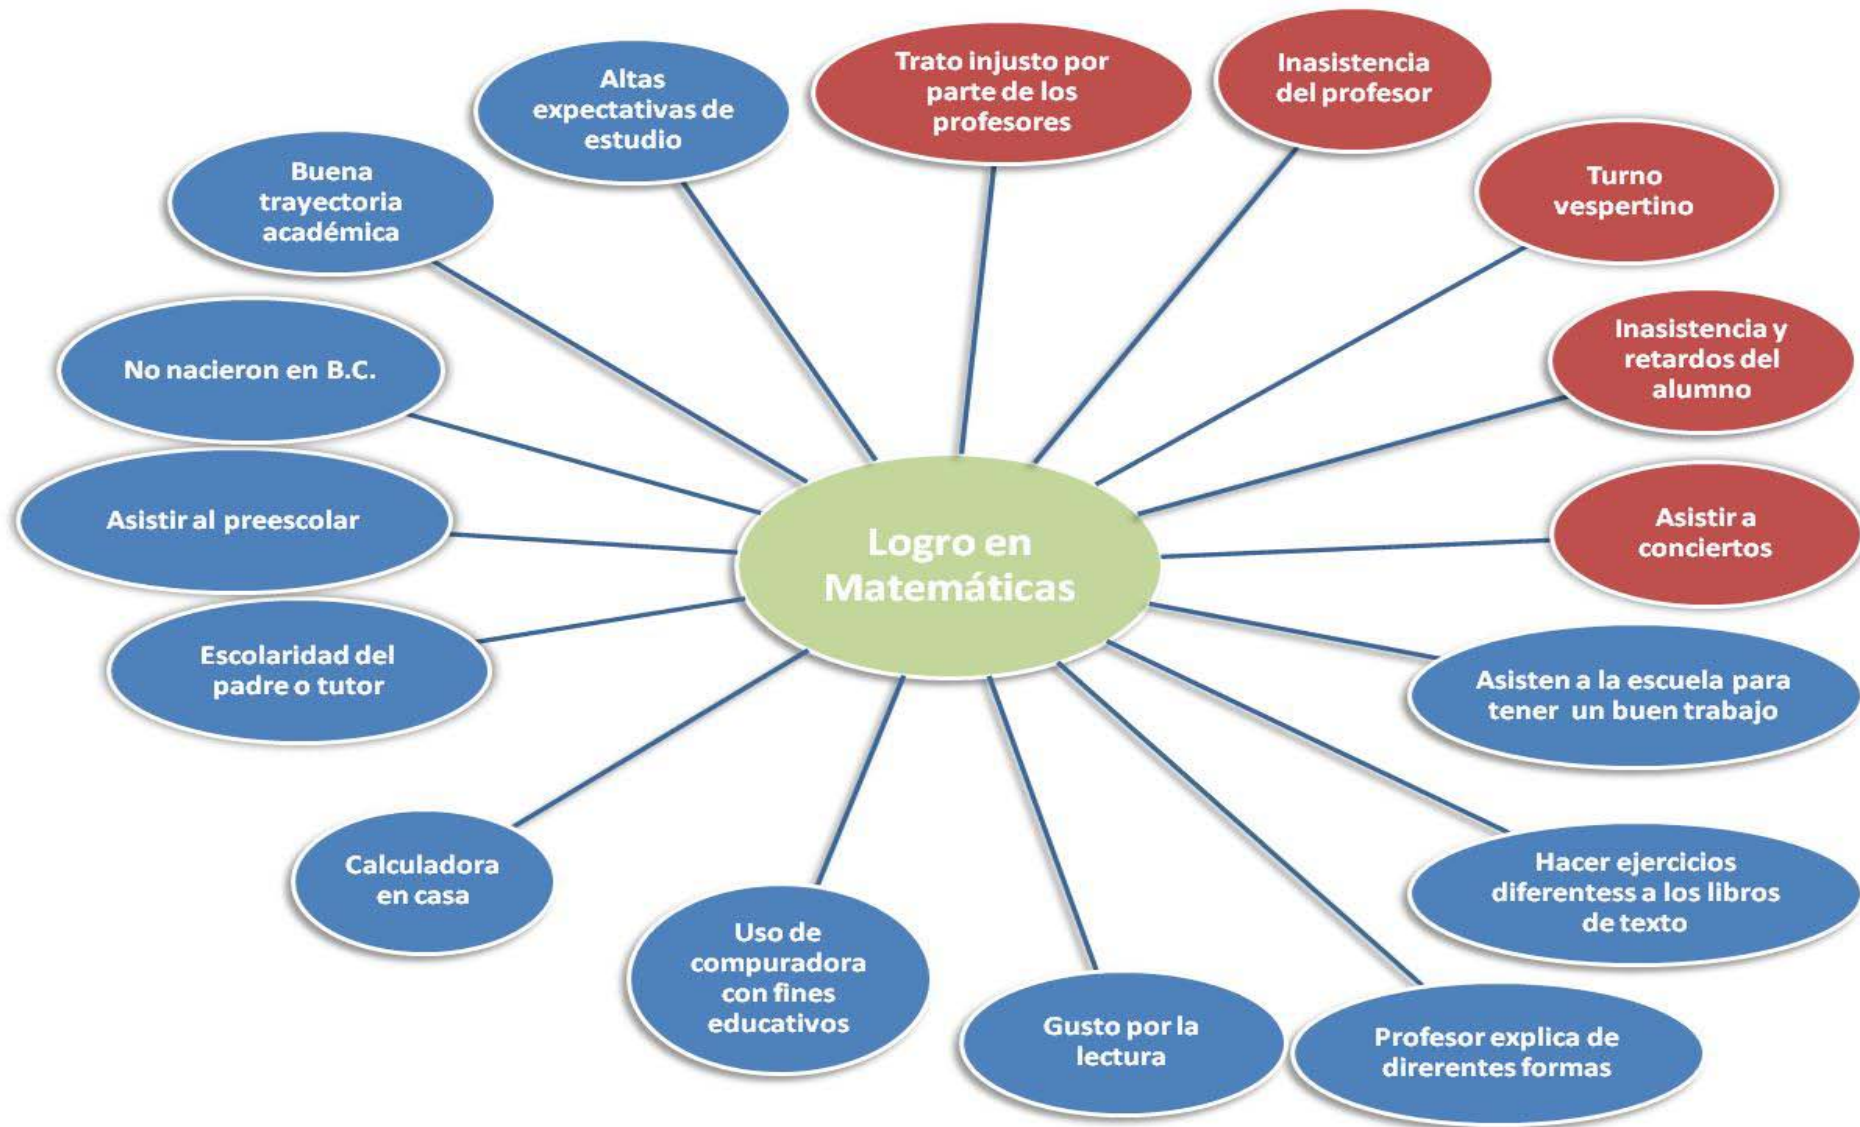 Altas
expectativas de
estudio
Trato injusto por
parte de los
profesores
Inasistencia
del profesor
Turno
vespertino
Inasistencia y
retardos del
alumno
Asistir a
conciertos
Asisten a la escuela para
tener un buen trabajo
Hacer ejercicios
diferentess a los libros
de texto
Profesor explica de
direrentes formas
Gusto por la
lectura
Uso de
compuradora
con fines
educativos
Calculadora
en casa
Escolaridad del
padre o tutor
Asistir al preescolar
No nacieron en B.C.
Buena
trayectoria
académica
Logro en
Matemáticas